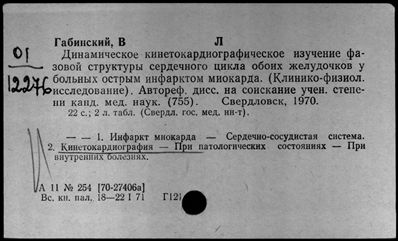 Габинский, В Л
01
Динамическое кинетокардиографическое изучение фа-
зовой структуры сердечного цикла обоих желудочков у
12276
больных острым инфарктом миокарда. (Клинико-физиол.
исследование). Автореф. дисс. на соискание учен. степе-
ни канд. мед. наук. (755). Свердловск, 1970.
22 с.; 2 л. табл. (Свердл. гос. мед. ин-т).
— — 1. Инфаркт миокарда — Сердечно-сосудистая система.
2. Кинетокардиография — При патологических состояниях — При
внутренних болезнях.
А 11 № 254 [70-27406а]
Вс. кн. пал, 18—22 I 71 Г121